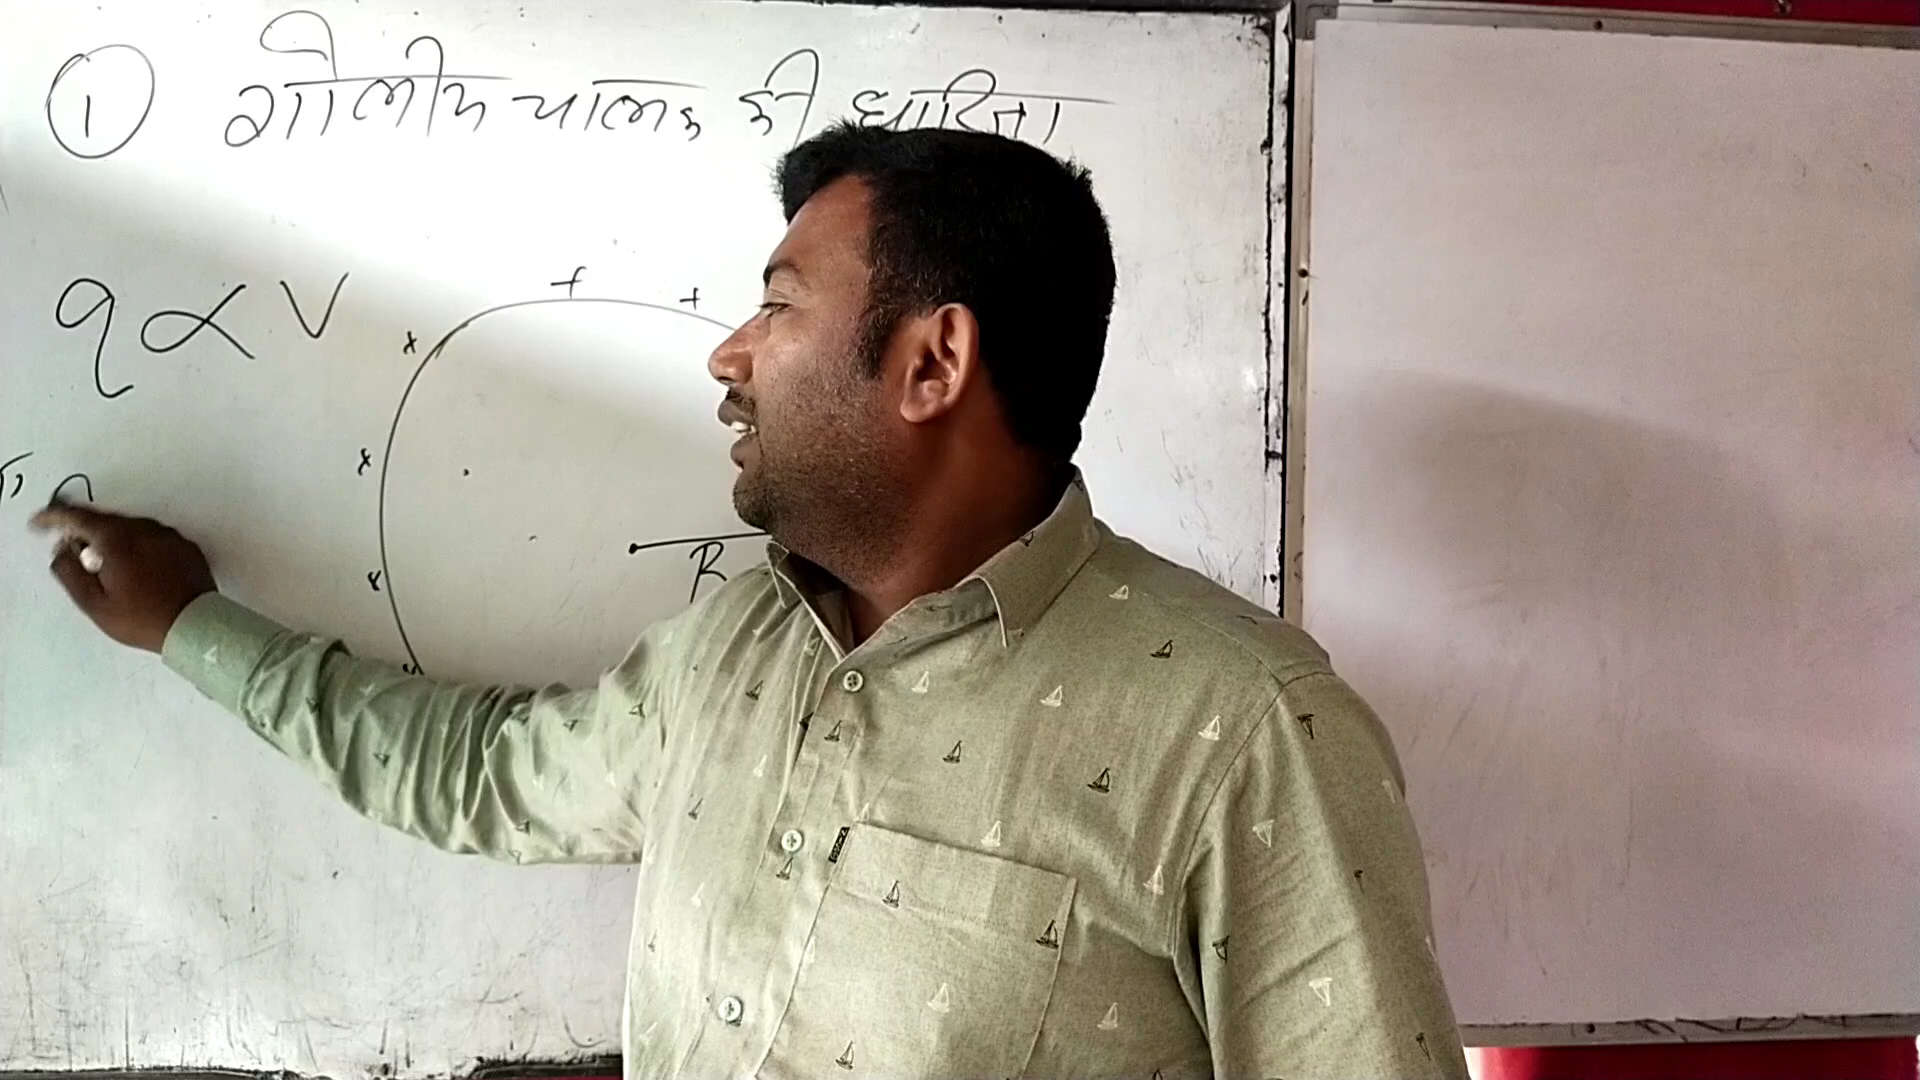 ① गोलीय चालक की धारिता
q ∝ V
+ +
R